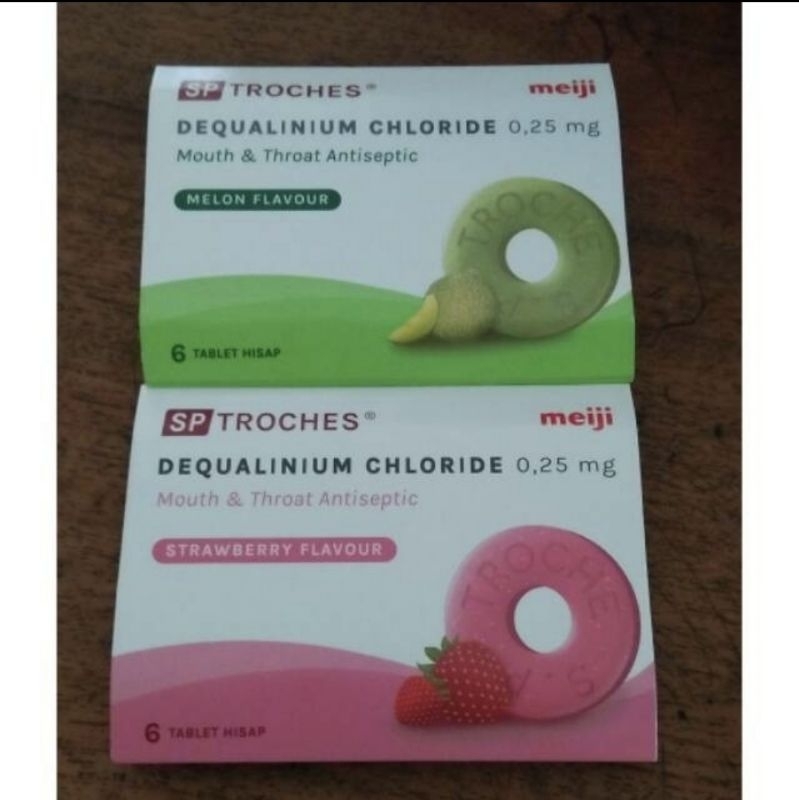 SP TROCHES® meiji
DEQUALINIUM CHLORIDE 0,25 mg
Mouth & Throat Antiseptic
MELON FLAVOUR
TROCHE
6 TABLET HISAP
SP TROCHES® meiji
DEQUALINIUM CHLORIDE 0,25 mg
Mouth & Throat Antiseptic
STRAWBERRY FLAVOUR
TROCHE
6 TABLET HISAP